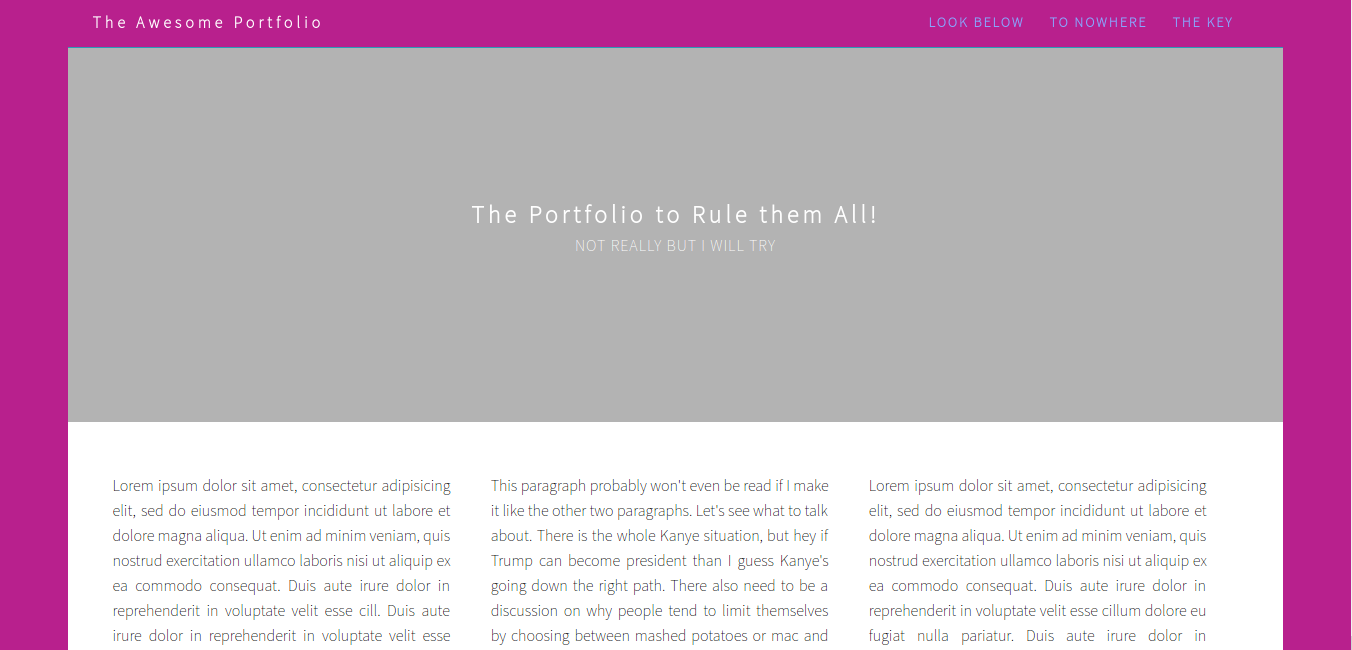 The Awesome Portfolio
LOOK BELOW TO NOWHERE THE KEY
The Portfolio to Rule them All!
NOT REALLY BUT I WILL TRY
Lorem ipsum dolor sit amet, consectetur adipisicing
elit, sed do eiusmod tempor incididunt ut labore et
dolore magna aliqua. Ut enim ad minim veniam, quis
nostrud exercitation ullamco laboris nisi ut aliquip ex
ea commodo consequat. Duis aute irure dolor in
reprehenderit in voluptate velit esse cill. Duis aute
irure dolor in reprehenderit in voluptate velit esse
This paragraph probably won't even be read if I make
it like the other two paragraphs. Let's see what to talk
about. There is the whole Kanye situation, but hey if
Trump can become president than I guess Kanye's
going down the right path. There also need to be a
discussion on why people tend to limit themselves
by choosing between mashed potatoes or mac and
Lorem ipsum dolor sit amet, consectetur adipisicing
elit, sed do eiusmod tempor incididunt ut labore et
dolore magna aliqua. Ut enim ad minim veniam, quis
nostrud exercitation ullamco laboris nisi ut aliquip ex
ea commodo consequat. Duis aute irure dolor in
reprehenderit in voluptate velit esse cillum dolore eu
fugiat nulla pariatur. Duis aute irure dolor in